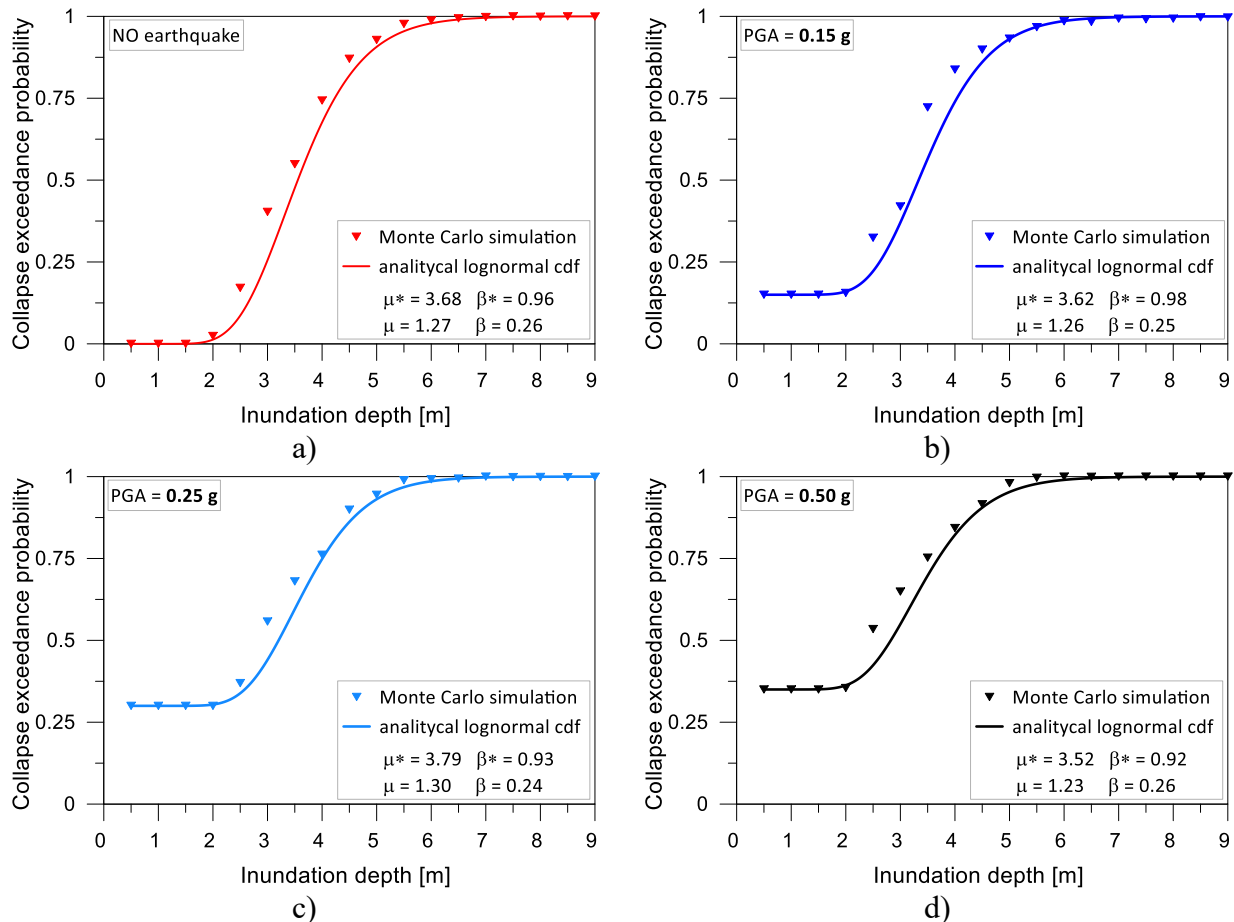 Collapse exceedance probability
1
0.75
0.5
0.25
0
NO earthquake
Monte Carlo simulation
analitycal lognormal cdf
μ* = 3.68 β* = 0.96
μ = 1.27 β = 0.26
0 1 2 3 4 5 6 7 8 9
Inundation depth [m]
a)
Collapse exceedance probability
1
0.75
0.5
0.25
0
PGA = 0.15 g
Monte Carlo simulation
analitycal lognormal cdf
μ* = 3.62 β* = 0.98
μ = 1.26 β = 0.25
0 1 2 3 4 5 6 7 8 9
Inundation depth [m]
b)
Collapse exceedance probability
1
0.75
0.5
0.25
0
PGA = 0.25 g
Monte Carlo simulation
analitycal lognormal cdf
μ* = 3.79 β* = 0.93
μ = 1.30 β = 0.24
0 1 2 3 4 5 6 7 8 9
Inundation depth [m]
c)
Collapse exceedance probability
1
0.75
0.5
0.25
0
PGA = 0.50 g
Monte Carlo simulation
analitycal lognormal cdf
μ* = 3.52 β* = 0.92
μ = 1.23 β = 0.26
0 1 2 3 4 5 6 7 8 9
Inundation depth [m]
d)